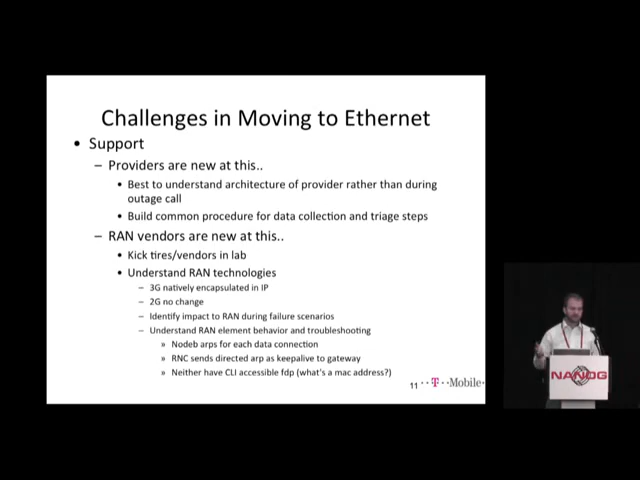 Challenges in Moving to Ethernet
• Support
– Providers are new at this..
• Best to understand architecture of provider rather than during
outage call
• Build common procedure for data collection and triage steps
– RAN vendors are new at this..
• Kick tires/vendors in lab
• Understand RAN technologies
– 3G natively encapsulated in IP
– 2G no change
– Identify impact to RAN during failure scenarios
– Understand RAN element behavior and troubleshooting
» Nodeb arps for each data connection
» RNC sends directed arp as keepalive to gateway
» Neither have CLI accessible fdp (what's a mac address?)
11 ··T··Mobile·
NANOG